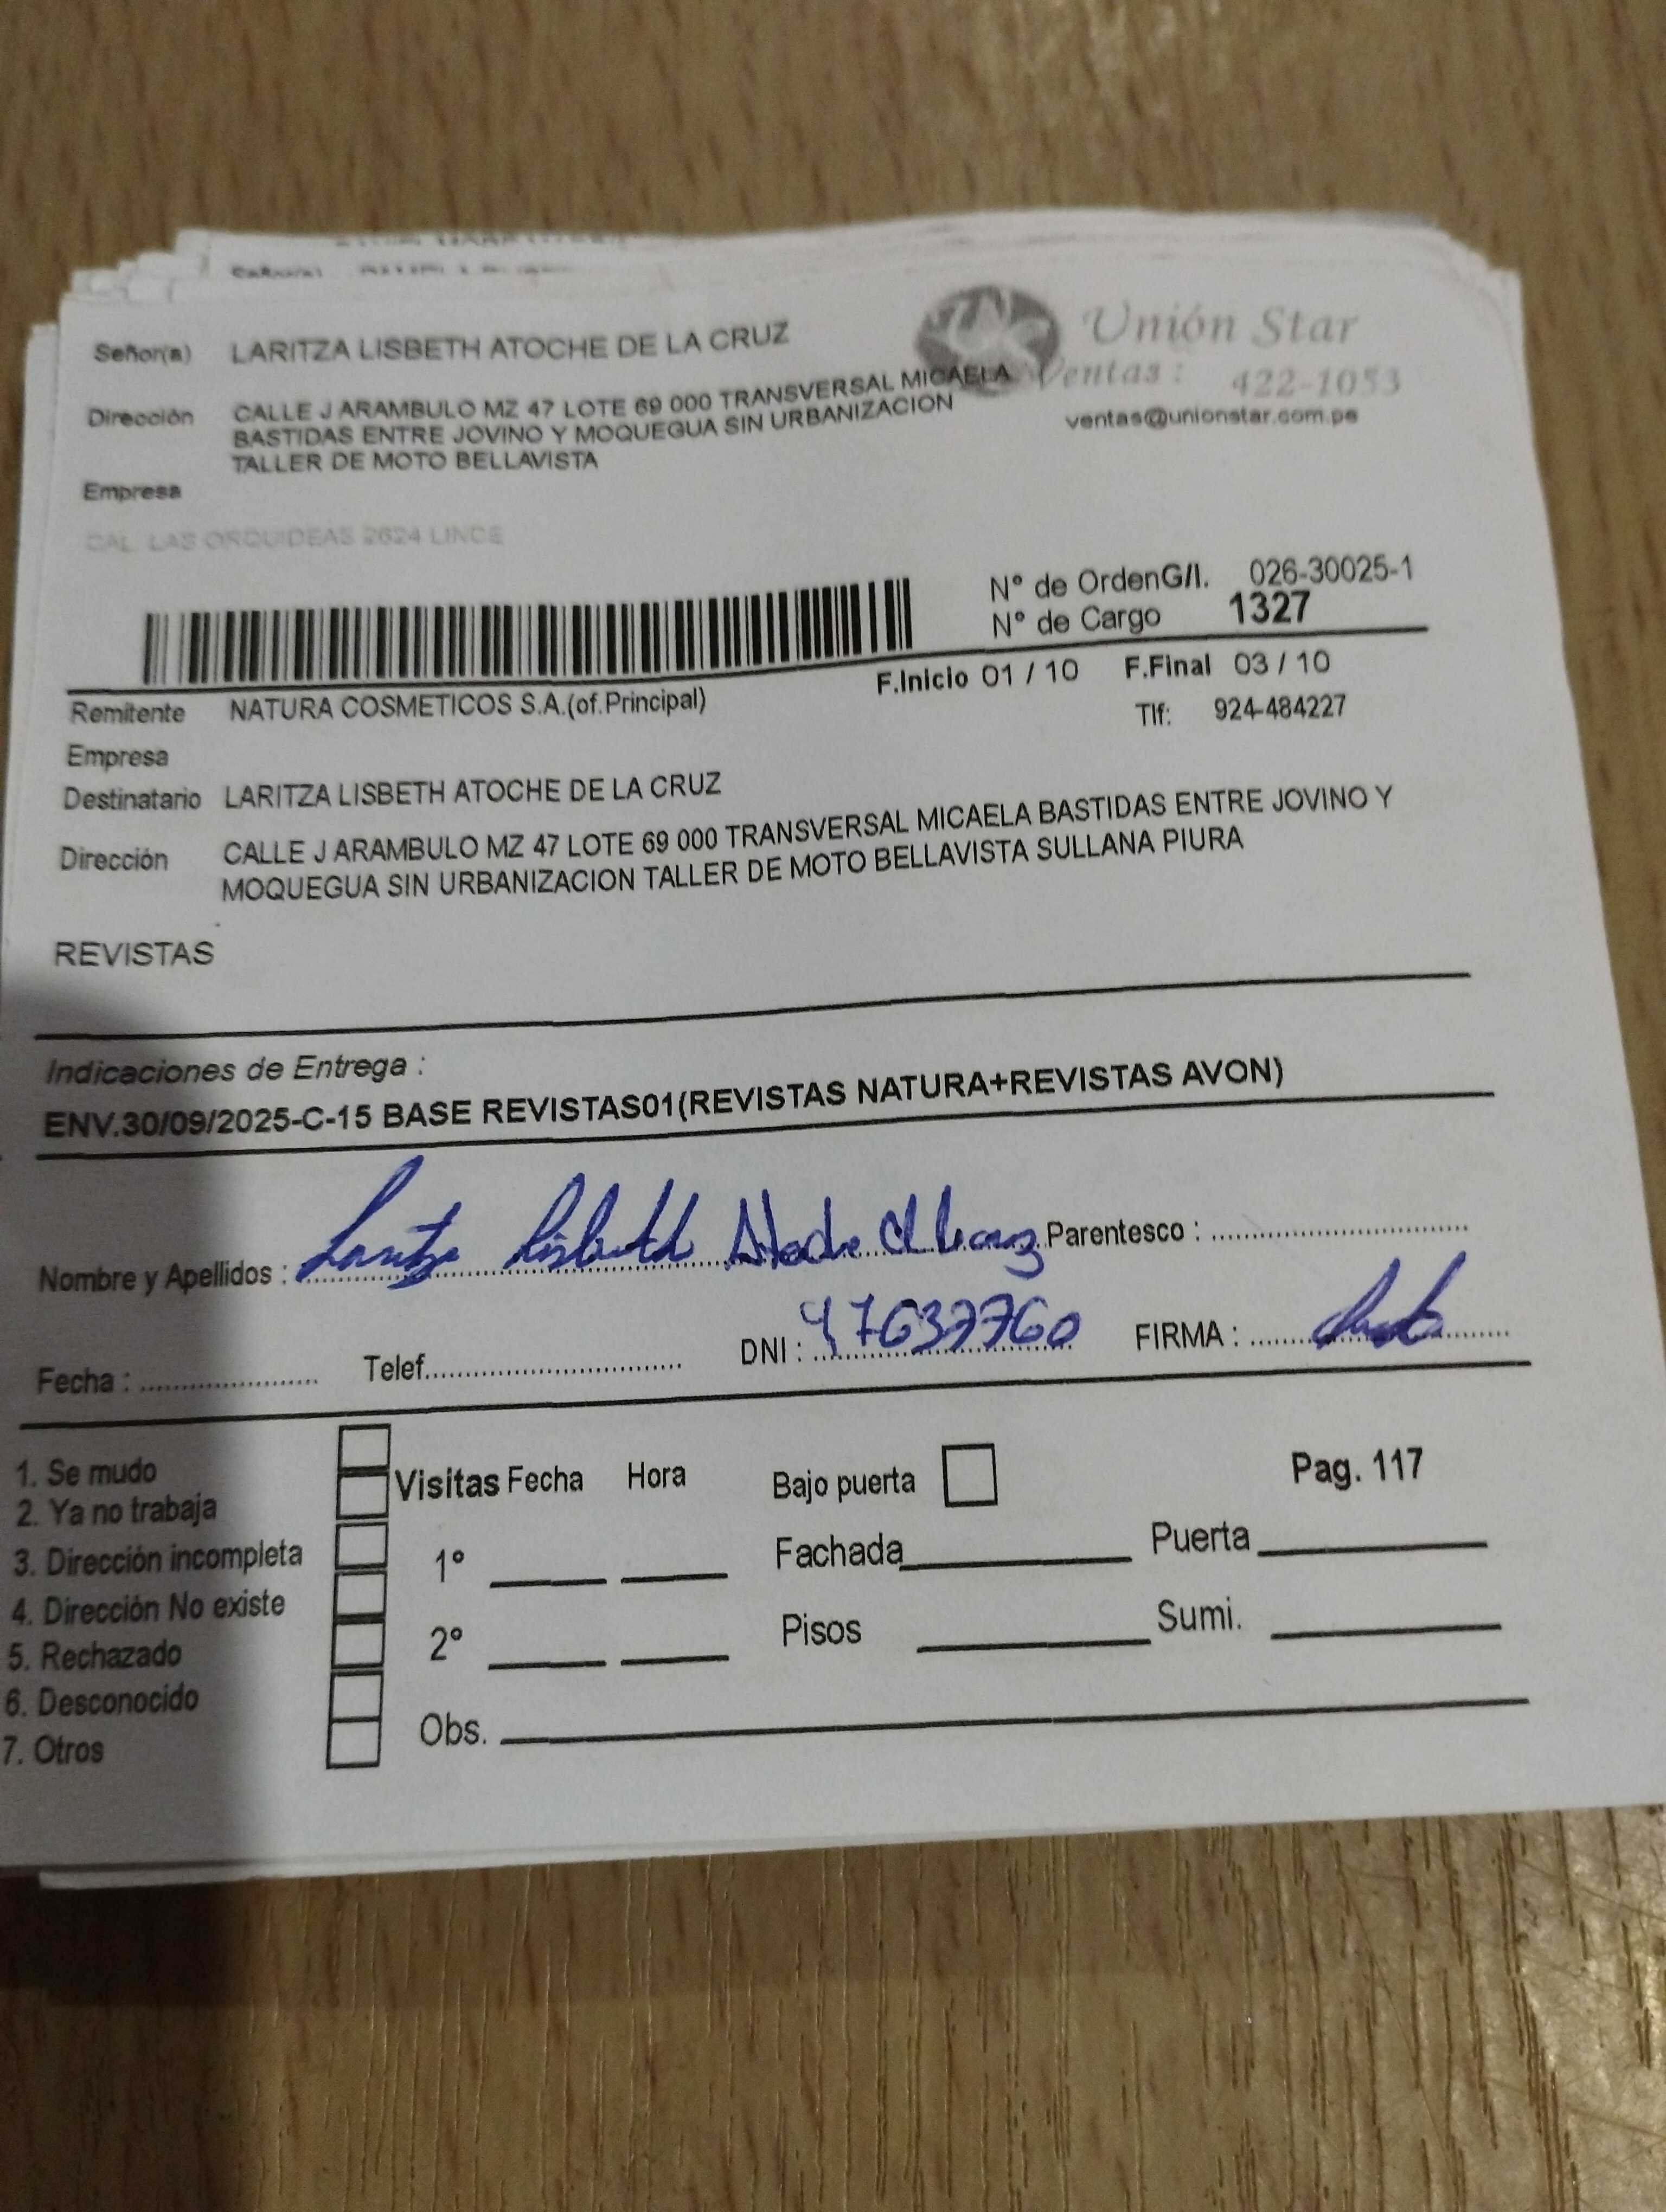 Señor(a) LARITZA LISBETH ATOCHE DE LA CRUZ
Unión Star
Ventas : 422-1053
ventas@unionstar.com.pe
Dirección CALLE J ARAMBULO MZ 47 LOTE 69 000 TRANSVERSAL MICAELA
BASTIDAS ENTRE JOVINO Y MOQUEGUA SIN URBANIZACION
TALLER DE MOTO BELLAVISTA
Empresa
CAL. LAS ORQUIDEAS 2624 LINCE
N° de OrdenG/I. 026-30025-1
N° de Cargo 1327
F.Inicio 01 / 10 F.Final 03 / 10
Remitente NATURA COSMETICOS S.A.(of.Principal) Tlf: 924-484227
Empresa
Destinatario LARITZA LISBETH ATOCHE DE LA CRUZ
Dirección CALLE J ARAMBULO MZ 47 LOTE 69 000 TRANSVERSAL MICAELA BASTIDAS ENTRE JOVINO Y
MOQUEGUA SIN URBANIZACION TALLER DE MOTO BELLAVISTA SULLANA PIURA
REVISTAS
Indicaciones de Entrega :
ENV.30/09/2025-C-15 BASE REVISTAS01(REVISTAS NATURA+REVISTAS AVON)
Nombre y Apellidos : Laritza Lisbeth Atoche Parentesco :
Fecha : Telef. DNI : 47637760 FIRMA :
1. Se mudo
2. Ya no trabaja
3. Dirección incompleta
4. Dirección No existe
5. Rechazado
6. Desconocido
7. Otros
Visitas Fecha Hora Bajo puerta Pag. 117
1° Fachada Puerta
2° Pisos Sumi.
Obs.